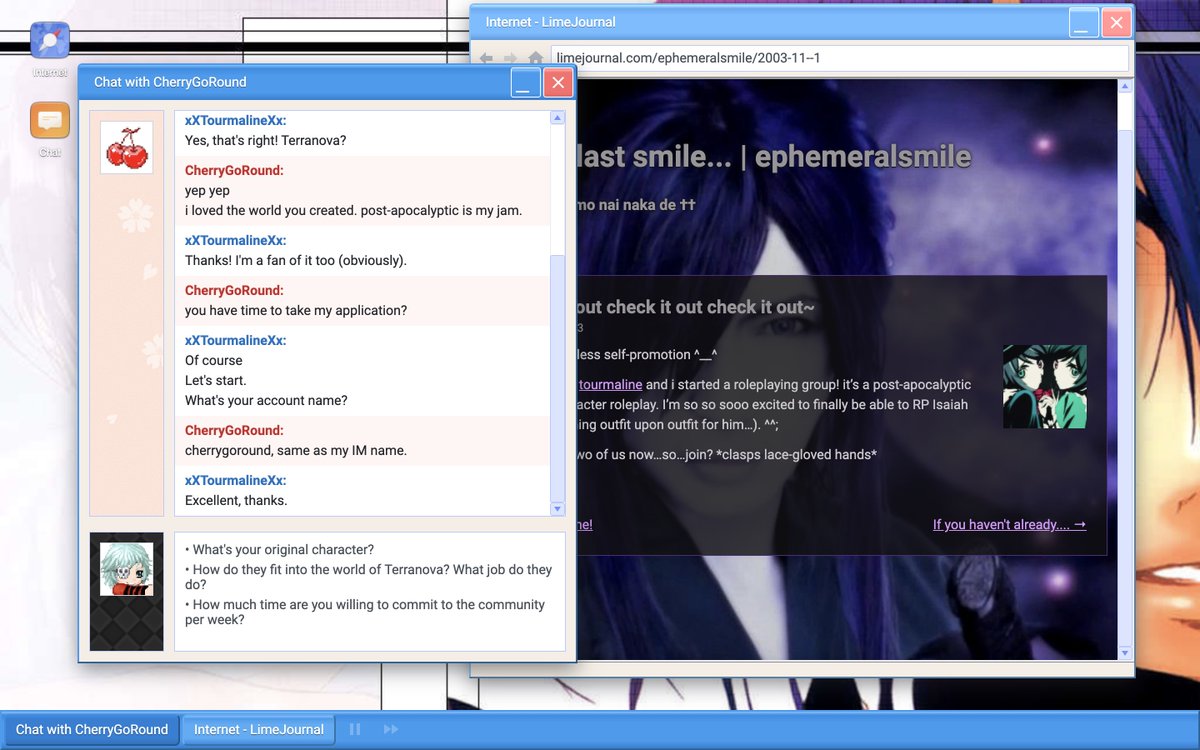 Internet - LimeJournal
limejournal.com/ephemeralsmile/2003-11--1
Internet
Chat
Chat with CherryGoRound
xXTourmalineXx:
Yes, that's right! Terranova?
CherryGoRound:
yep yep
i loved the world you created. post-apocalyptic is my jam.
xXTourmalineXx:
Thanks! I'm a fan of it too (obviously).
CherryGoRound:
you have time to take my application?
xXTourmalineXx:
Of course
Let's start.
What's your account name?
CherryGoRound:
cherrygoround, same as my IM name.
xXTourmalineXx:
Excellent, thanks.
• What's your original character?
• How do they fit into the world of Terranova? What job do they
do?
• How much time are you willing to commit to the community
per week?
last smile... | ephemeralsmile
mo nai naka de ††
out check it out check it out~
3
less self-promotion ^__^
tourmaline and i started a roleplaying group! it's a post-apocalyptic
acter roleplay. I'm so so sooo excited to finally be able to RP Isaiah
ing outfit upon outfit for him...). ^^;
wo of us now...so...join? *clasps lace-gloved hands*
ne!
If you haven't already.... →
Chat with CherryGoRound
Internet - LimeJournal